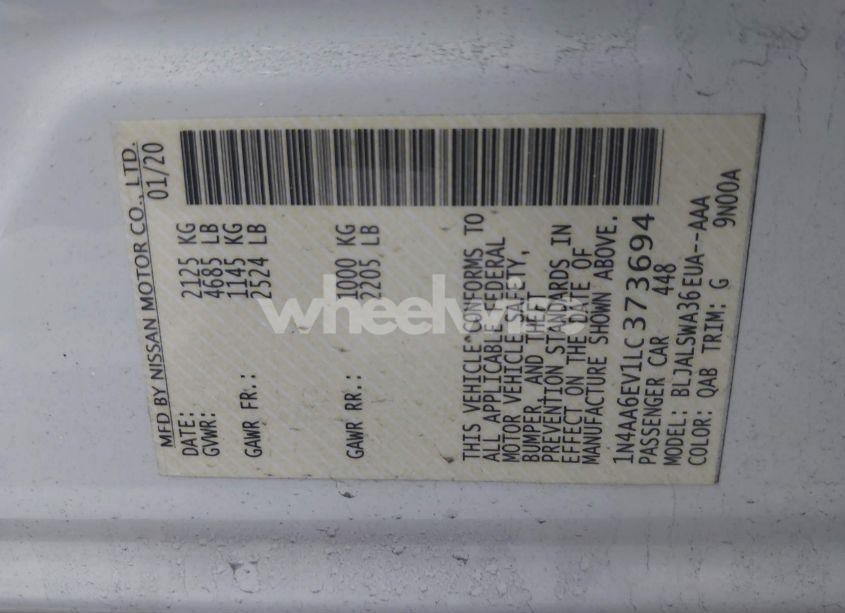 MFD BY NISSAN MOTOR CO., LTD.
DATE: 01/20
GVWR: 2125 KG
4685 LB
GAWR FR.: 1145 KG
2524 LB
GAWR RR.: 1000 KG
2205 LB
THIS VEHICLE CONFORMS TO
ALL APPLICABLE FEDERAL
MOTOR VEHICLE SAFETY,
BUMPER, AND THEFT
PREVENTION STANDARDS IN
EFFECT ON THE DATE OF
MANUFACTURE SHOWN ABOVE.
1N4AA6EV1LC373694
PASSENGER CAR 448
MODEL: BLJALSWA36EUA--AAA
COLOR: QAB TRIM: G 9N00A
wheelwise